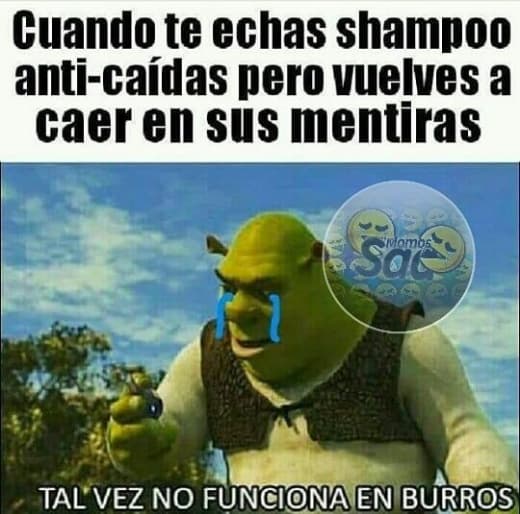 Cuando te echas shampoo
anti-caídas pero vuelves a
caer en sus mentiras
Mombs
Sad
TAL VEZ NO FUNCIONA EN BURROS